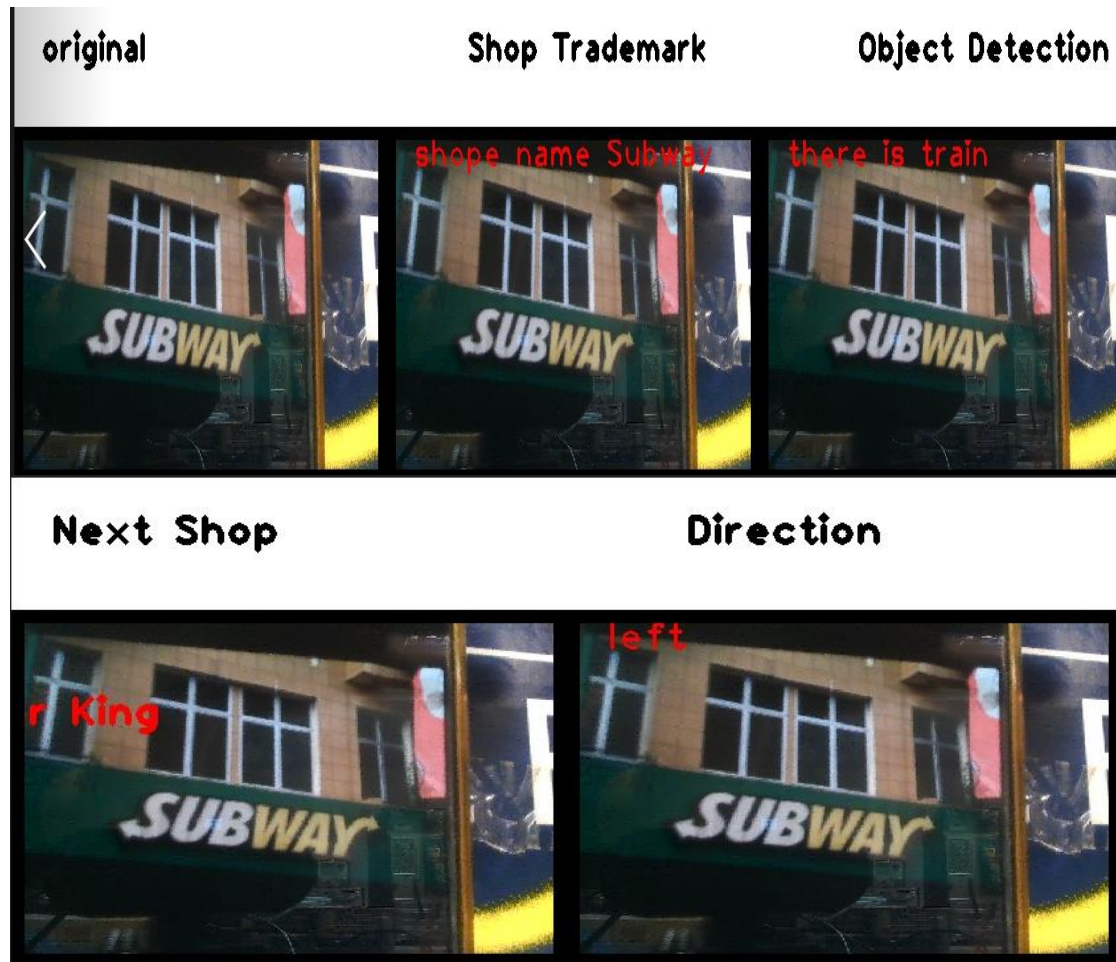 original Shop Trademark Object Detection
shope name Subway there is train
SUBWAY SUBWAY SUBWAY
Next Shop Direction
left
r King
SUBWAY SUBWAY